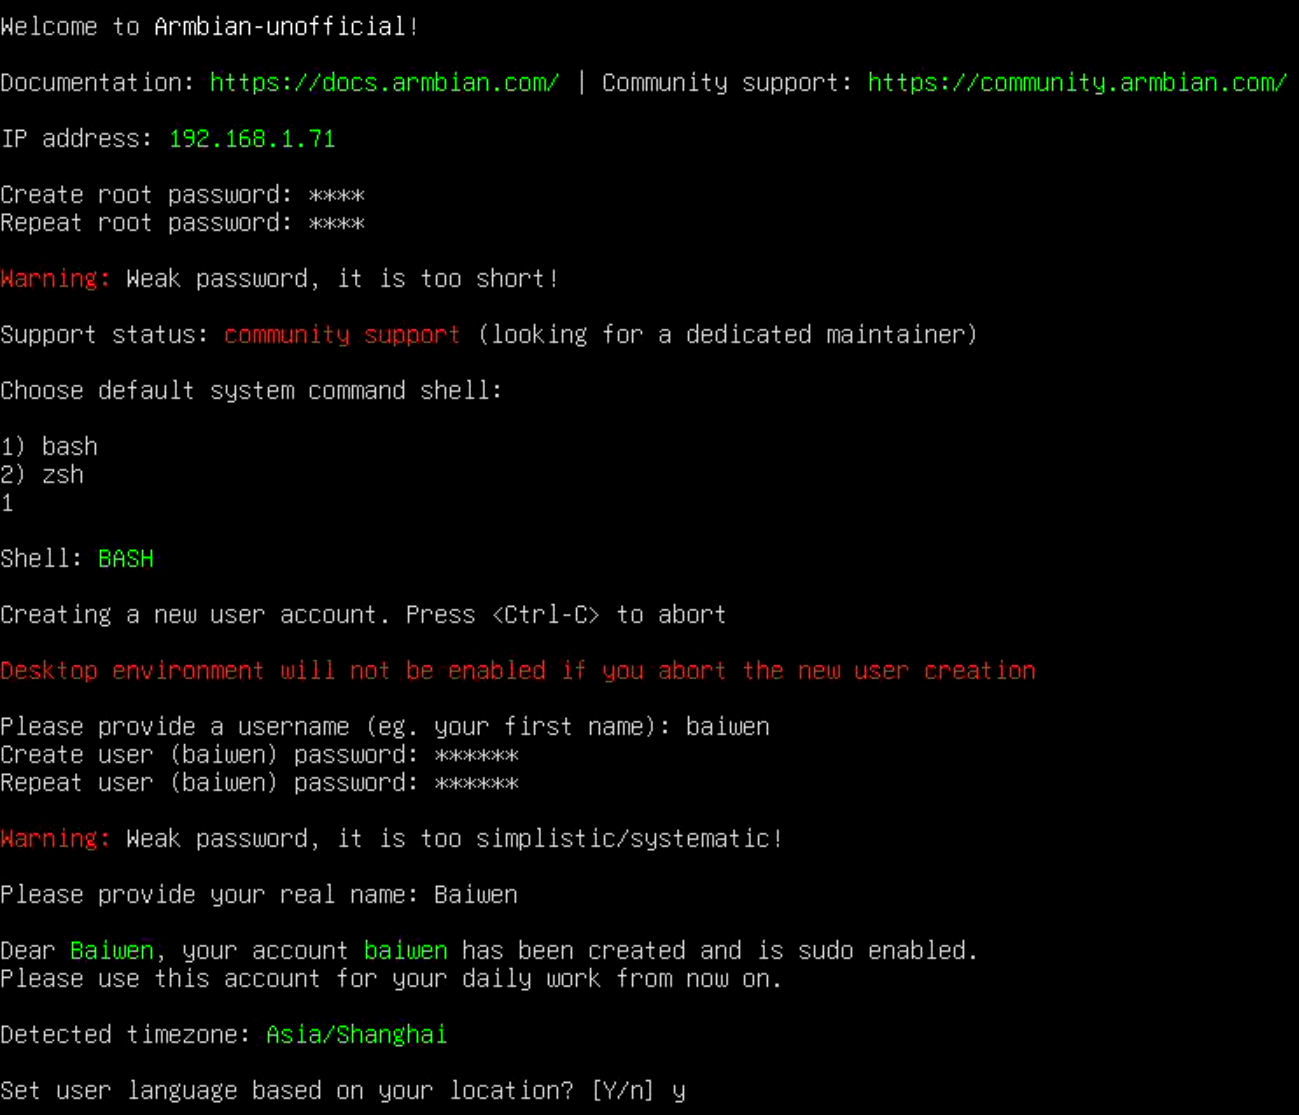 Welcome to Armbian-unofficial!
Documentation: https://docs.armbian.com/ | Community support: https://community.armbian.com/
IP address: 192.168.1.71
Create root password: ****
Repeat root password: ****
Warning: Weak password, it is too short!
Support status: community support (looking for a dedicated maintainer)
Choose default system command shell:
1) bash
2) zsh
1
Shell: BASH
Creating a new user account. Press <Ctrl-C> to abort
Desktop environment will not be enabled if you abort the new user creation
Please provide a username (eg. your first name): baiwen
Create user (baiwen) password: ******
Repeat user (baiwen) password: ******
Warning: Weak password, it is too simplistic/systematic!
Please provide your real name: Baiwen
Dear Baiwen, your account baiwen has been created and is sudo enabled.
Please use this account for your daily work from now on.
Detected timezone: Asia/Shanghai
Set user language based on your location? [Y/n] y